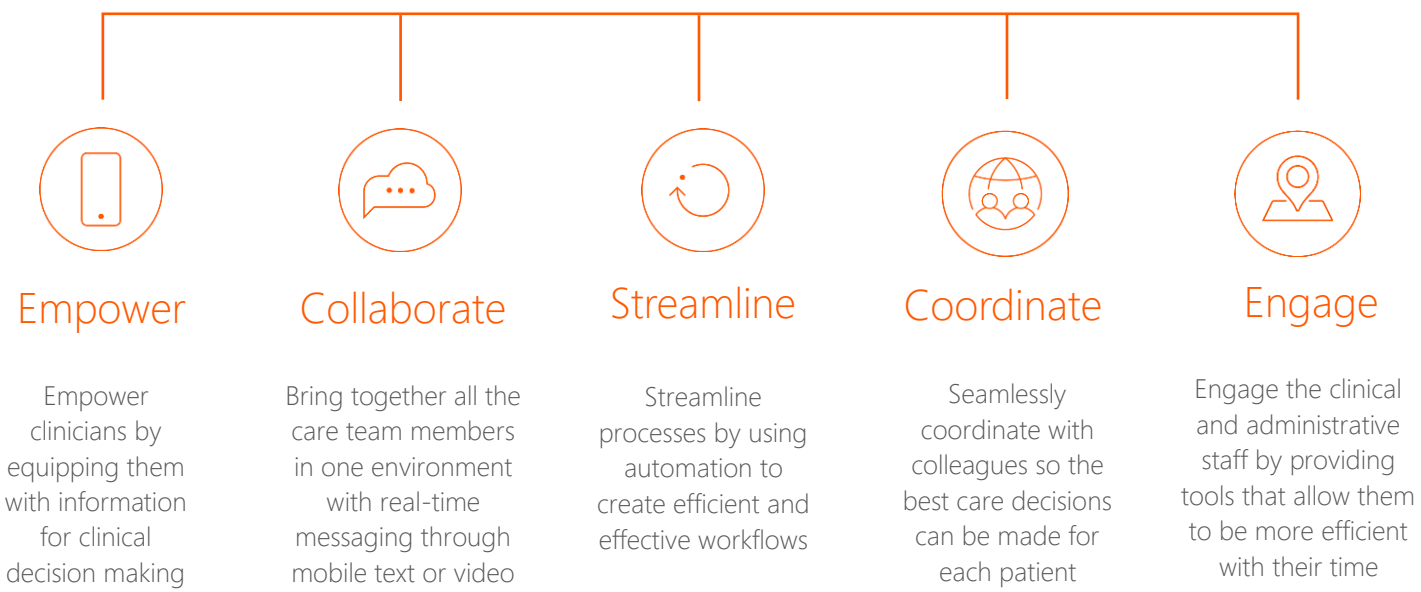 Empower
Empower
clinicians by
equipping them
with information
for clinical
decision making
Collaborate
Bring together all the
care team members
in one environment
with real-time
messaging through
mobile text or video
Streamline
Streamline
processes by using
automation to
create efficient and
effective workflows
Coordinate
Seamlessly
coordinate with
colleagues so the
best care decisions
can be made for
each patient
Engage
Engage the clinical
and administrative
staff by providing
tools that allow them
to be more efficient
with their time